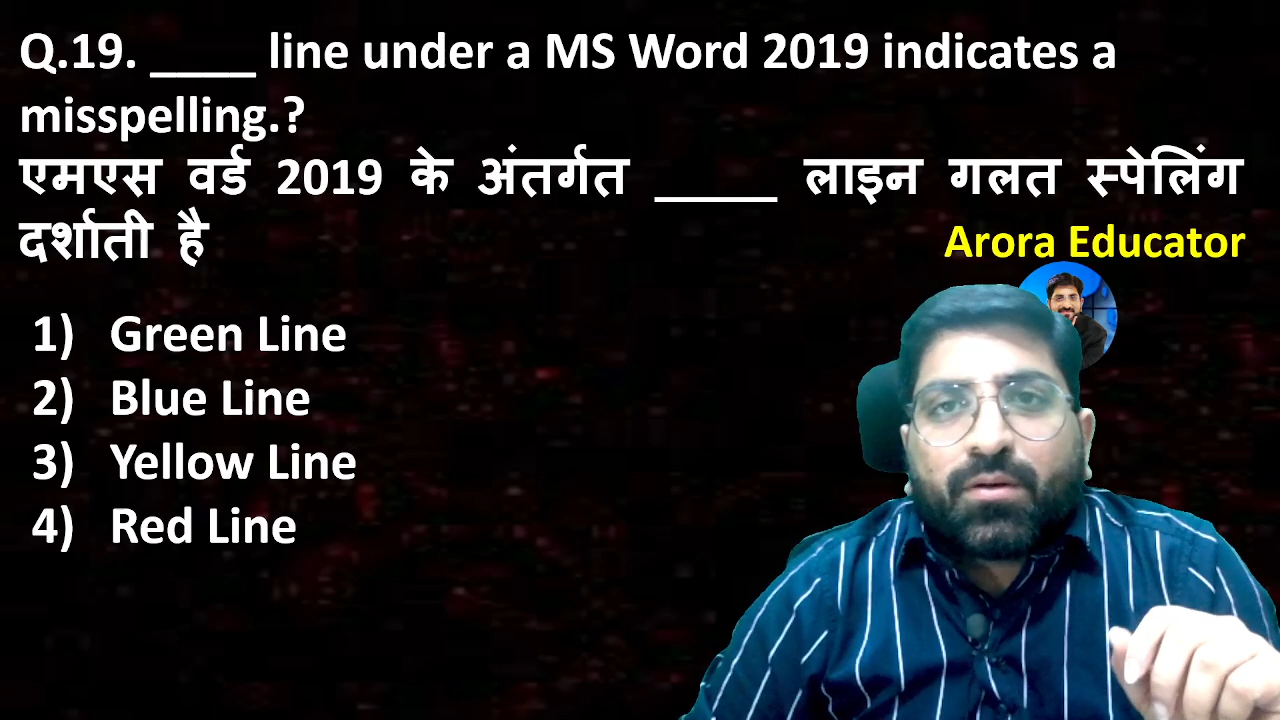 Q.19. ____ line under a MS Word 2019 indicates a
misspelling.?
एमएस वर्ड 2019 के अंतर्गत _____ लाइन गलत स्पेलिंग
दर्शाती है
Arora Educator
1) Green Line
2) Blue Line
3) Yellow Line
4) Red Line